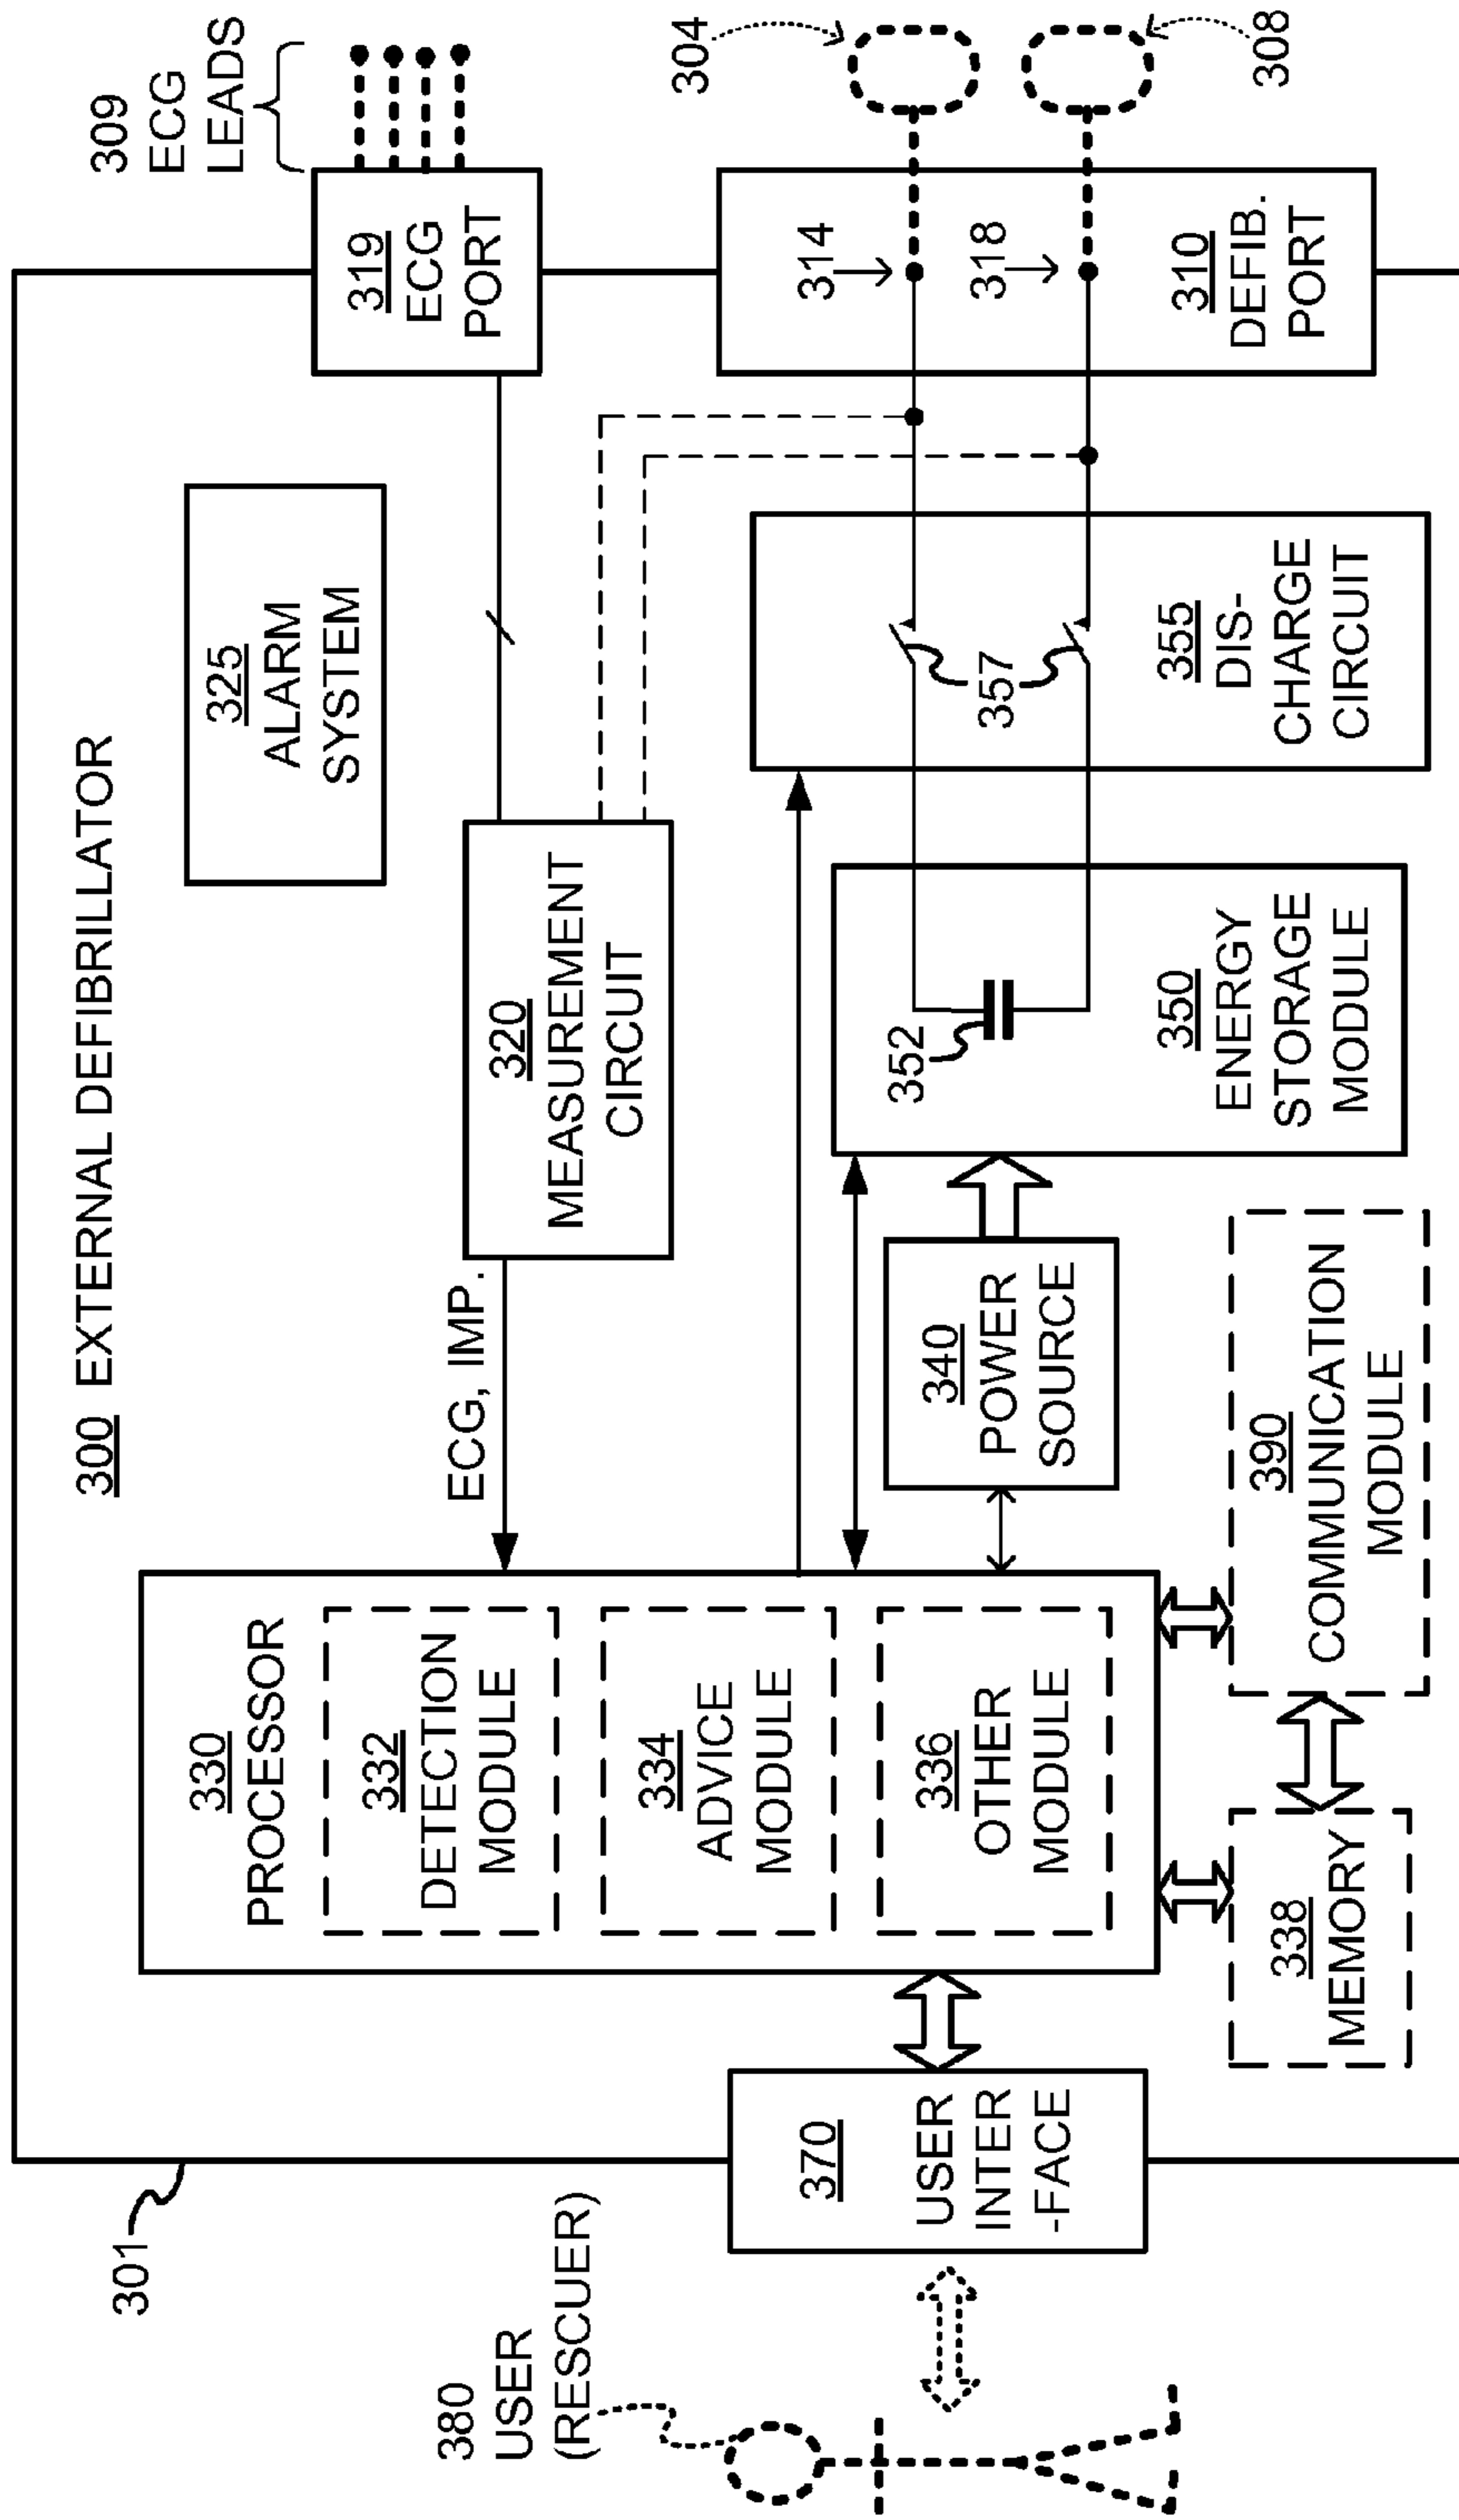 300 EXTERNAL DEFIBRILLATOR
301
309
ECG
LEADS
319
ECG
PORT
325
ALARM
SYSTEM
320
MEASUREMENT
CIRCUIT
ECG, IMP.
330
PROCESSOR
332
DETECTION
MODULE
334
ADVICE
MODULE
336
OTHER
MODULE
380
USER
(RESCUER)
370
USER
INTER
-FACE
340
POWER
SOURCE
352
350
ENERGY
STORAGE
MODULE
357
355
DIS-
CHARGE
CIRCUIT
314
318
310
DEFIB.
PORT
304
308
338
MEMORY
390
COMMUNICATION
MODULE